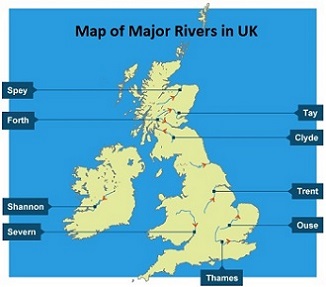 Map of Major Rivers in UK
Spey
Forth
Tay
Clyde
Trent
Shannon
Ouse
Severn
Thames